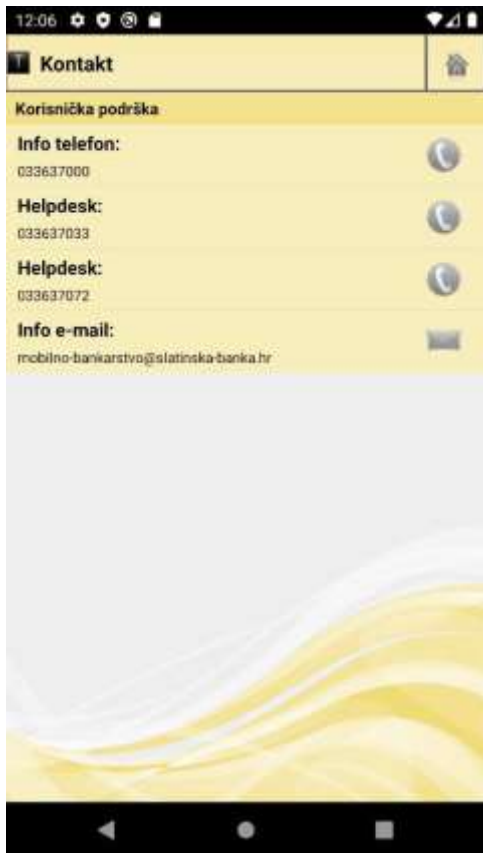 12:06
Kontakt
Korisnička podrška
Info telefon:
033637000
Helpdesk:
033637033
Helpdesk:
033637072
Info e-mail:
mobilno-bankarstvo@slatinska-banka.hr